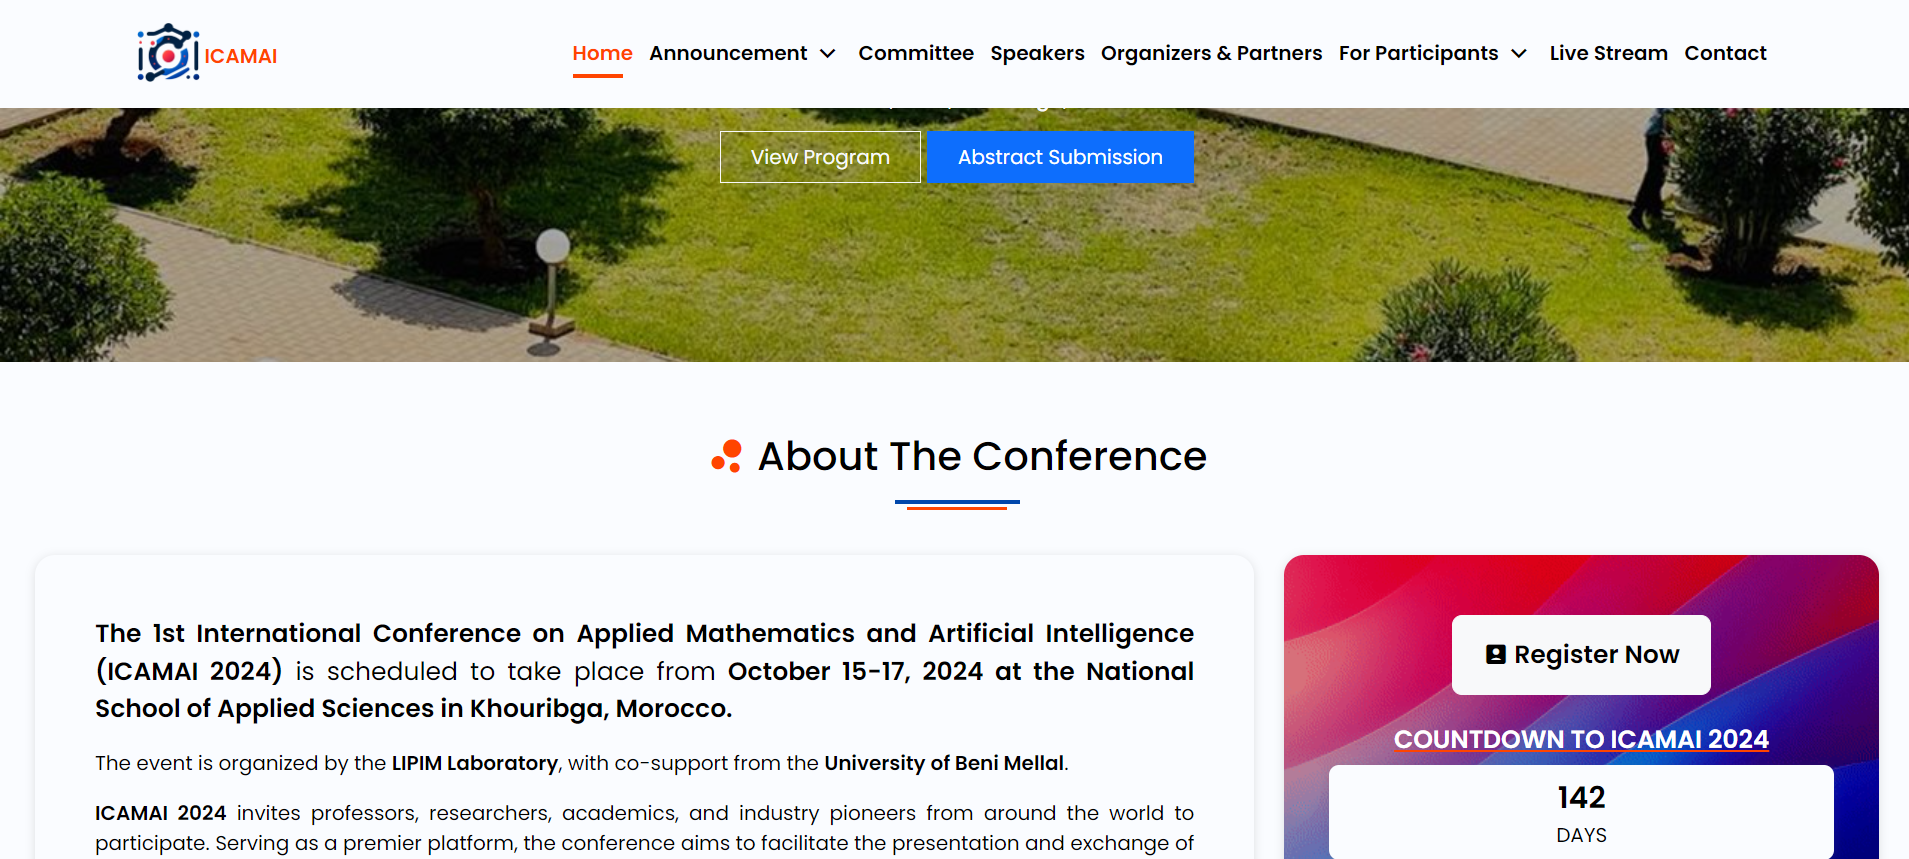 ICAMAI
Home Announcement Committee Speakers Organizers & Partners For Participants Live Stream Contact
View Program Abstract Submission
About The Conference
The 1st International Conference on Applied Mathematics and Artificial Intelligence
(ICAMAI 2024) is scheduled to take place from October 15-17, 2024 at the National
School of Applied Sciences in Khouribga, Morocco.
The event is organized by the LIPIM Laboratory, with co-support from the University of Beni Mellal.
ICAMAI 2024 invites professors, researchers, academics, and industry pioneers from around the world to
participate. Serving as a premier platform, the conference aims to facilitate the presentation and exchange of
Register Now
COUNTDOWN TO ICAMAI 2024
142
DAYS